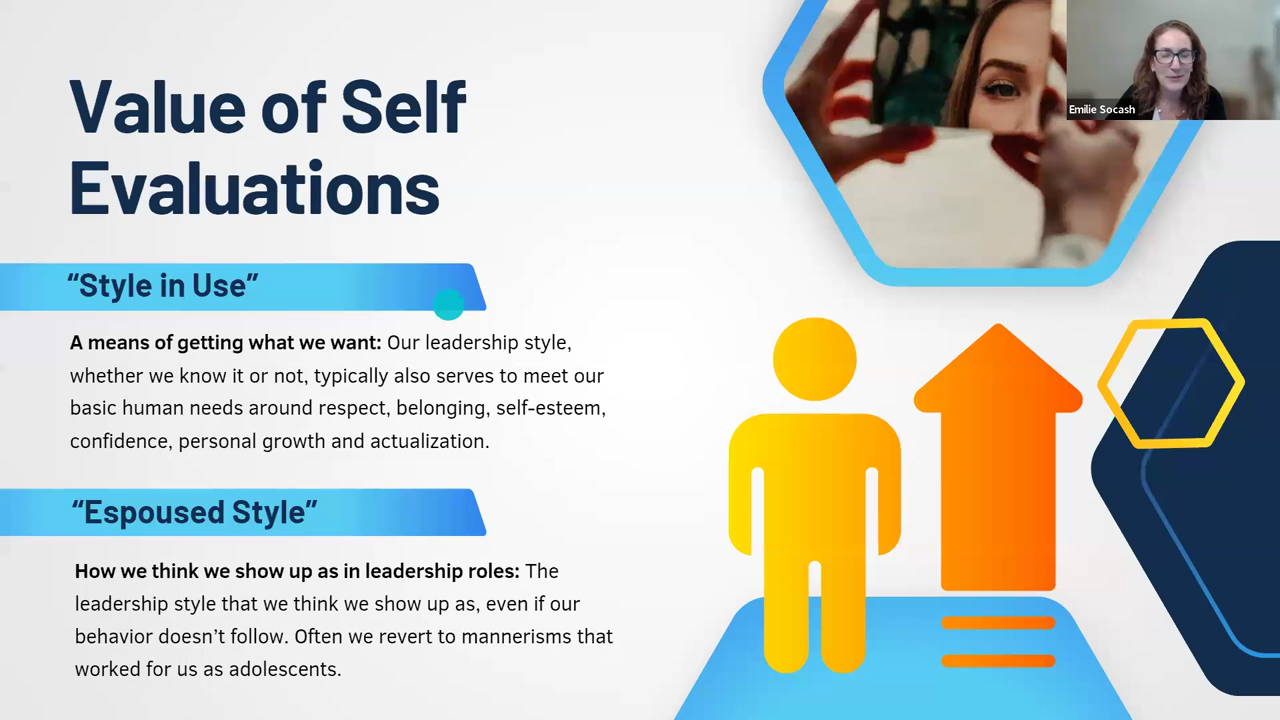 Value of Self
Evaluations
“Style in Use”
A means of getting what we want: Our leadership style,
whether we know it or not, typically also serves to meet our
basic human needs around respect, belonging, self-esteem,
confidence, personal growth and actualization.
“Espoused Style”
How we think we show up as in leadership roles: The
leadership style that we think we show up as, even if our
behavior doesn’t follow. Often we revert to mannerisms that
worked for us as adolescents.
Emilie Socash